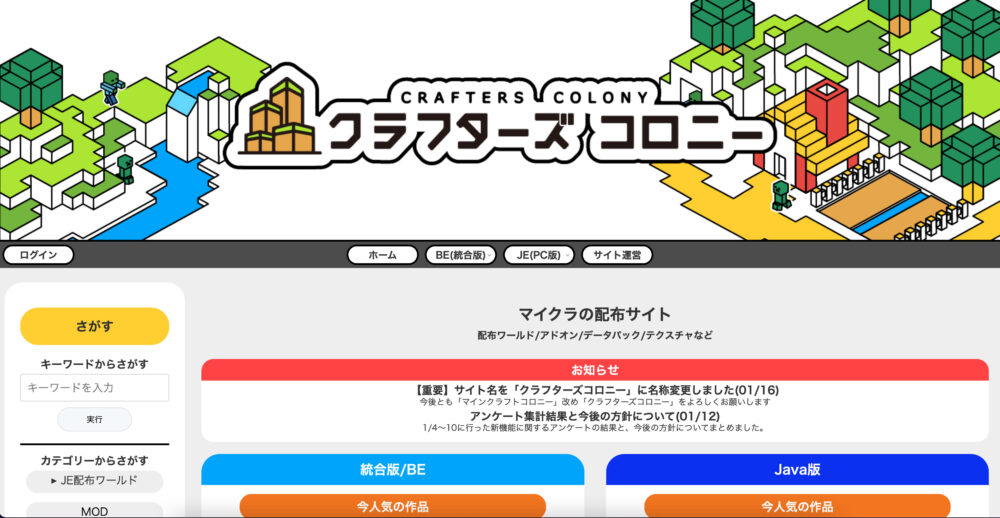 CRAFTERS COLONY
クラフターズ コロニー
ログイン
ホーム
BE(統合版)
JE(PC版)
サイト運営
さがす
キーワードからさがす
キーワードを入力
実行
カテゴリーからさがす
▸ JE配布ワールド
MOD
マイクラの配布サイト
配布ワールド/アドオン/データパック/テクスチャなど
お知らせ
【重要】サイト名を「クラフターズコロニー」に名称変更しました(01/16)
今後とも「マインクラフトコロニー」改め「クラフターズコロニー」をよろしくお願いします
アンケート集計結果と今後の方針について(01/12)
1/4〜10に行った新機能に関するアンケートの結果と、今後の方針についてまとめました。
統合版/BE
今人気の作品
Java版
今人気の作品